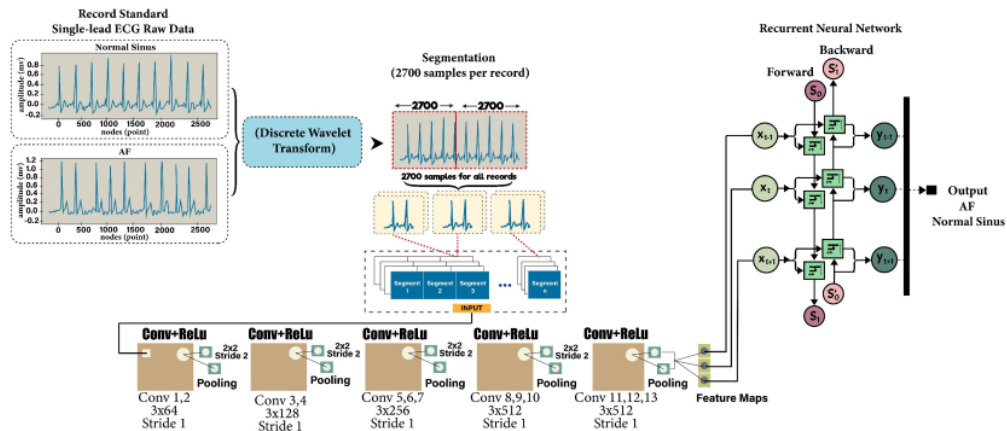 Record Standard
Single-lead ECG Raw Data
Normal Sinus
amplitude (mv)
0.8
0.6
0.4
0.2
-0.0
-0.2
0 500 1000 1500 2000 2500
nodes (point)
AF
amplitude (mv)
1.2
1.0
0.8
0.6
0.4
0.2
-0.0
-0.2
0 500 1000 1500 2000 2500
nodes (point)
(Discrete Wavelet
Transform)
Segmentation
(2700 samples per record)
2700 2700
2700 samples for all records
Segment
1
Segment
2
Segment
3
Segment
n
INPUT
Conv+ReLu
2x2
Stride 2
Pooling
Conv 1,2
3x64
Stride 1
Conv+ReLu
2x2
Stride 2
Pooling
Conv 3,4
3x128
Stride 1
Conv+ReLu
2x2
Stride 2
Pooling
Conv 5,6,7
3x256
Stride 1
Conv+ReLu
2x2
Stride 2
Pooling
Conv 8,9,10
3x512
Stride 1
Conv+ReLu
Pooling
Conv 11,12,13
3x512
Stride 1
Feature Maps
Recurrent Neural Network
Backward
Forward
S'1
S0
xt-1
yt-1
xt
yt
xt+1
yt+1
S'0
S1
Output
AF
Normal Sinus